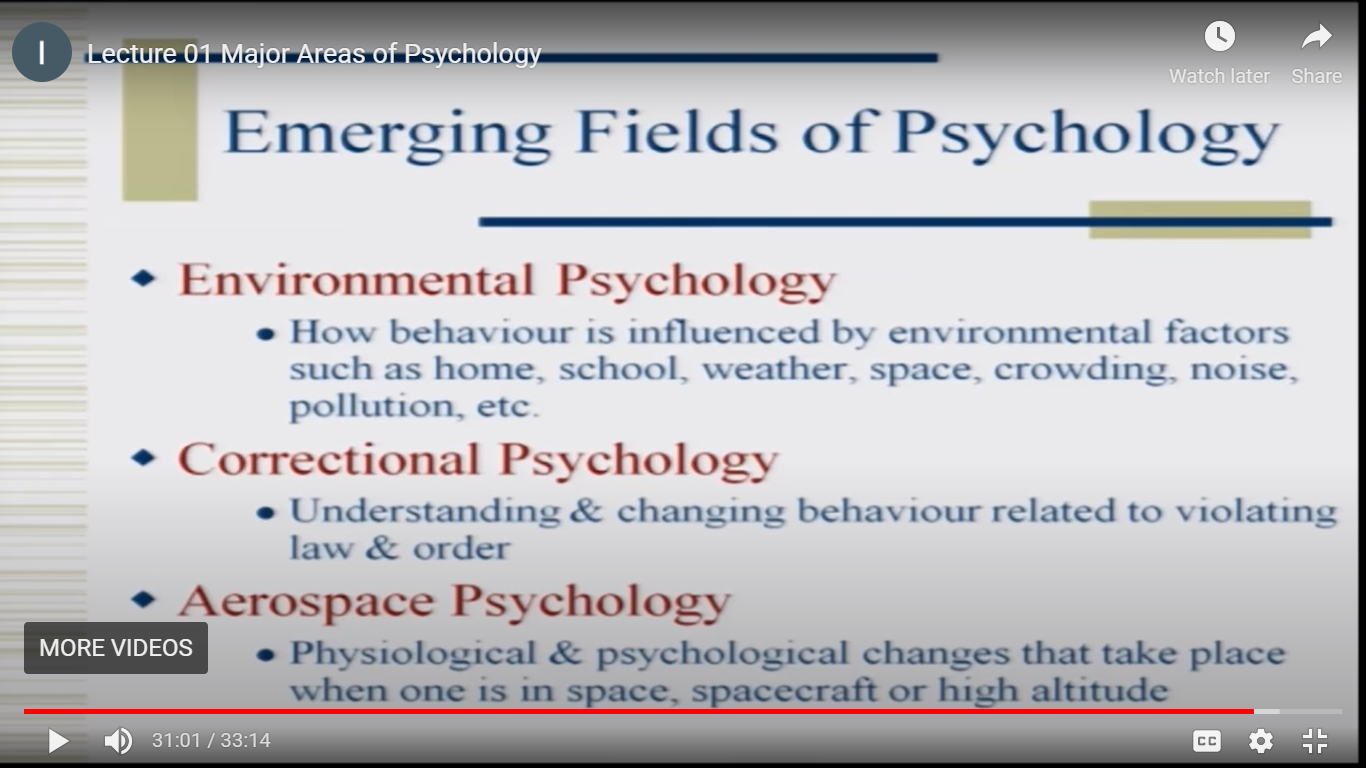 I
Lecture 01 Major Areas of Psychology
Watch later
Share
Emerging Fields of Psychology
Environmental Psychology
How behaviour is influenced by environmental factors
such as home, school, weather, space, crowding, noise,
pollution, etc.
Correctional Psychology
Understanding & changing behaviour related to violating
law & order
Aerospace Psychology
Physiological & psychological changes that take place
when one is in space, spacecraft or high altitude
MORE VIDEOS
31:01 / 33:14
CC